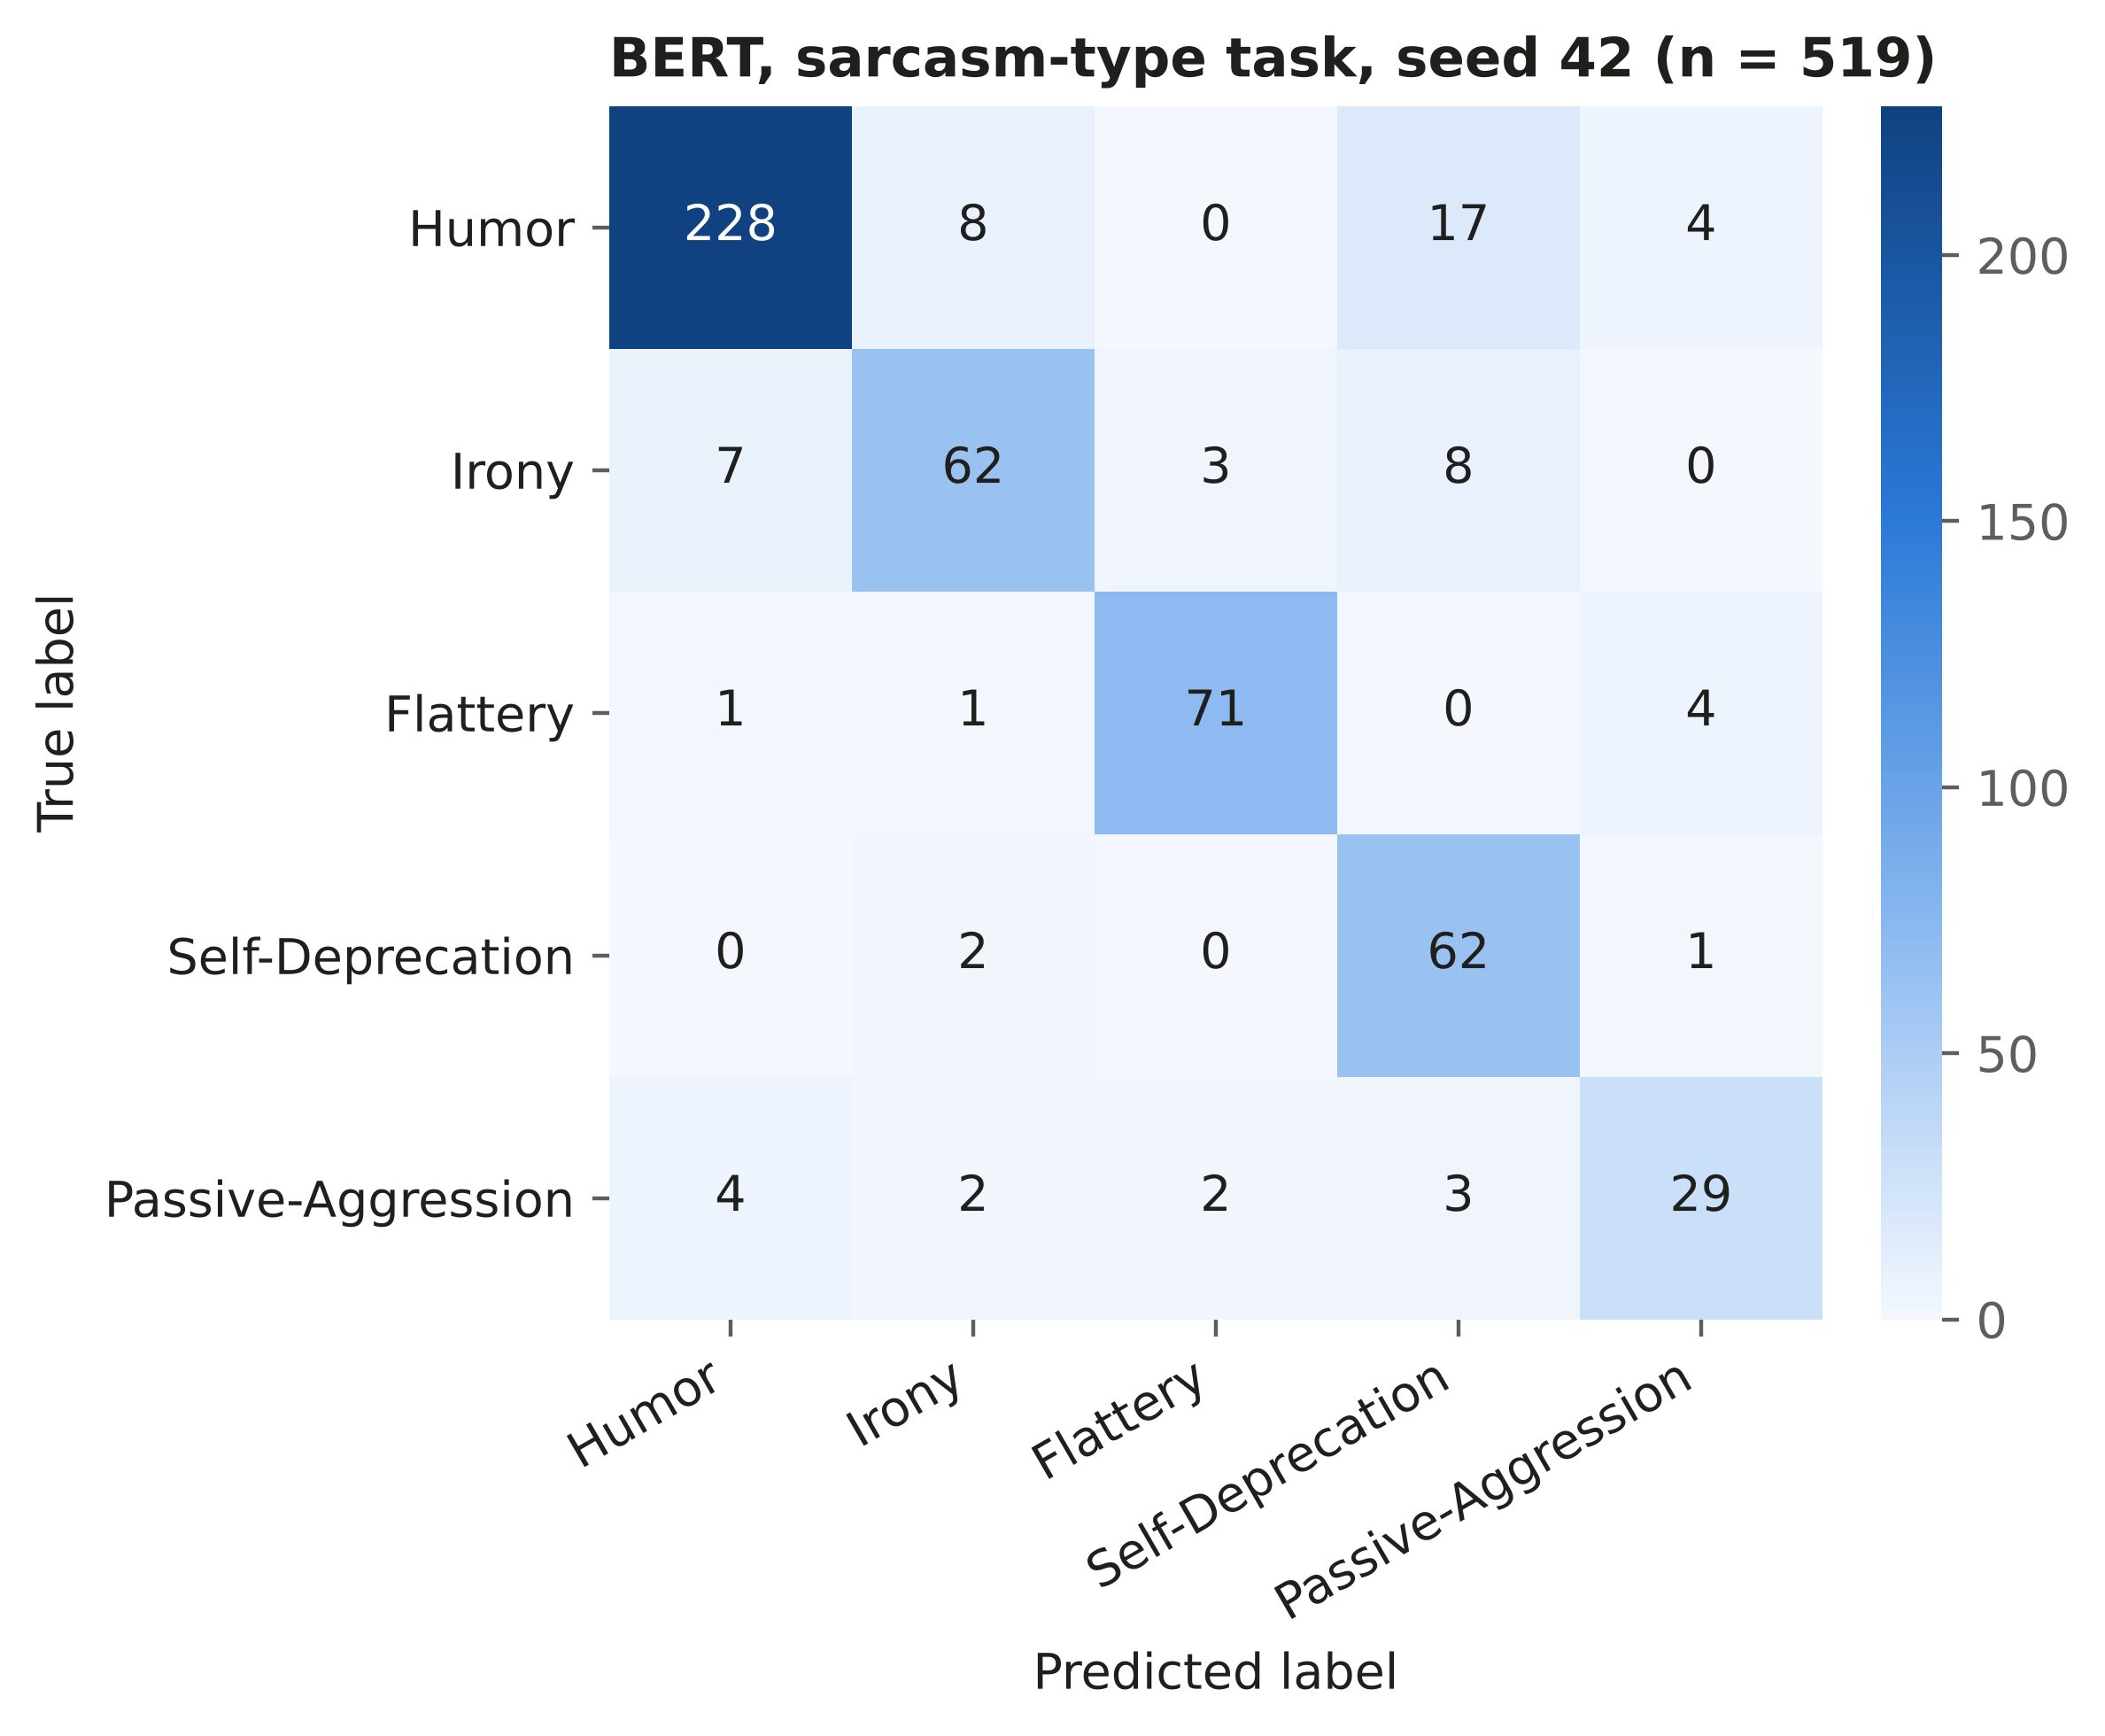 BERT, sarcasm-type task, seed 42 (n = 519)
True label
Humor 228 8 0 17 4
Irony 7 62 3 8 0
Flattery 1 1 71 0 4
Self-Deprecation 0 2 0 62 1
Passive-Aggression 4 2 2 3 29
Humor
Irony
Flattery
Self-Deprecation
Passive-Aggression
Predicted label
200
150
100
50
0